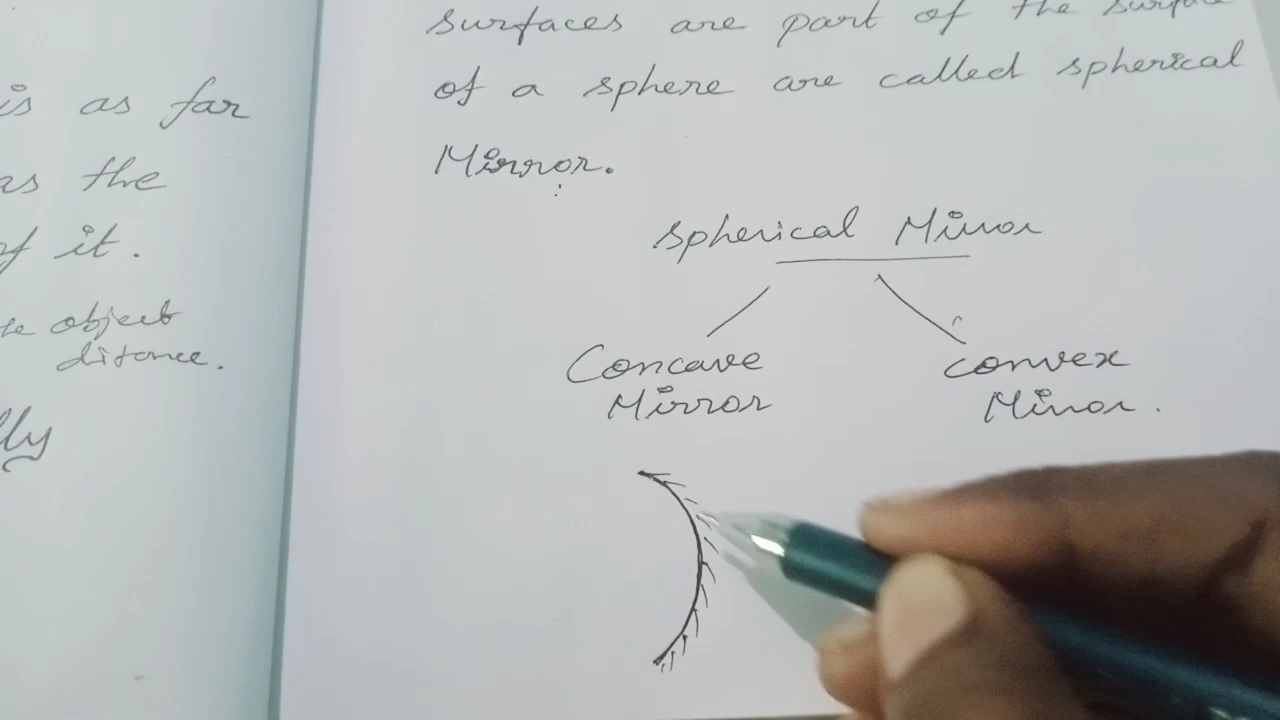 is as far
as the
of it.
object
distance.
surfaces are part of the surface
of a sphere are called spherical
Mirror.
Spherical Mirror
Concave
Mirror
convex
Mirror.